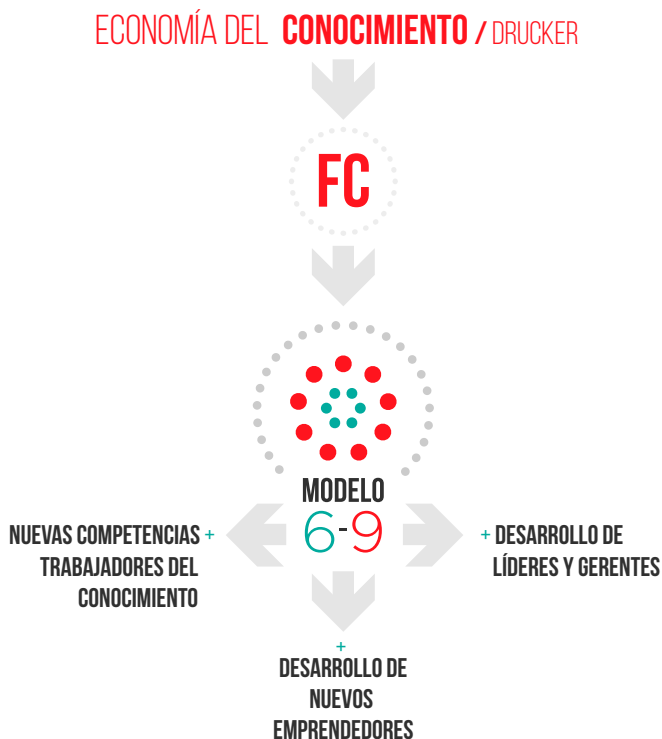 ECONOMÍA DEL CONOCIMIENTO / DRUCKER
FC
MODELO
6-9
NUEVAS COMPETENCIAS +
TRABAJADORES DEL
CONOCIMIENTO
+ DESARROLLO DE
LÍDERES Y GERENTES
+
DESARROLLO DE
NUEVOS
EMPRENDEDORES